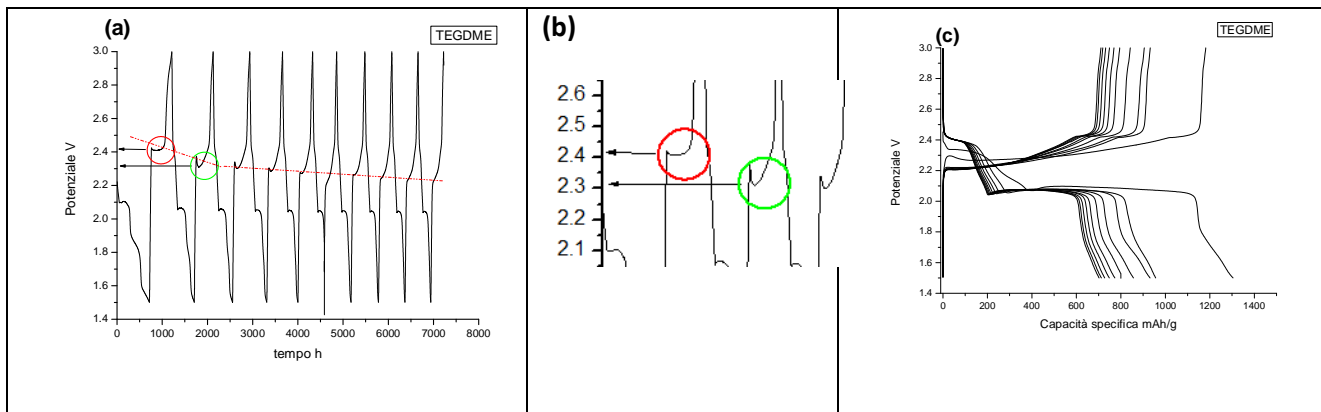 (a)
TEGDME
3.0
2.8
2.6
2.4
2.2
2.0
1.8
1.6
1.4
Potenziale V
0 1000 2000 3000 4000 5000 6000 7000 8000
tempo h
(b)
2.6
2.5
2.4
2.3
2.2
2.1
(c)
TEGDME
3.0
2.8
2.6
2.4
2.2
2.0
1.8
1.6
1.4
Potenziale V
0 200 400 600 800 1000 1200 1400
Capacità specifica mAh/g